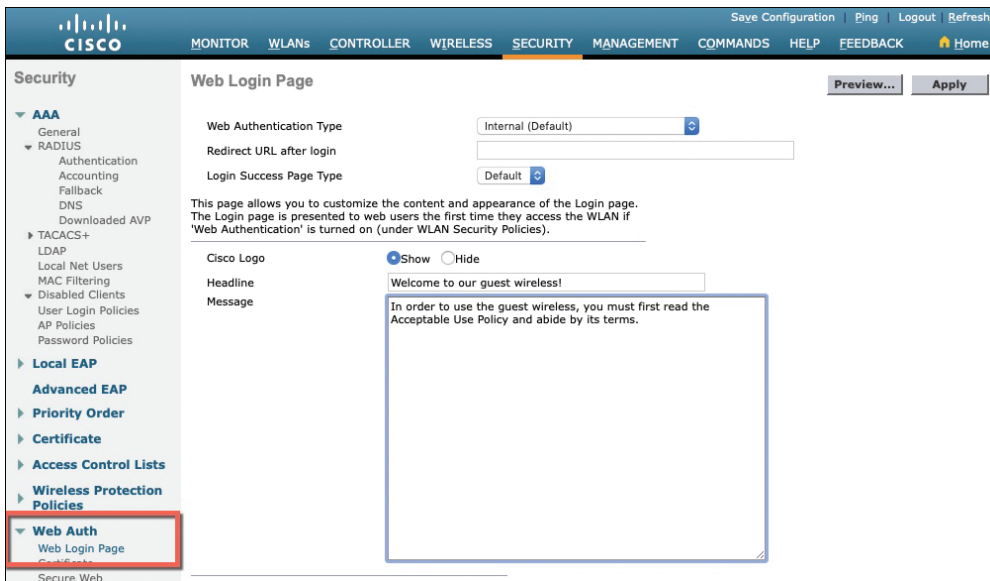 Save Configuration | Ping | Logout | Refresh
CISCO
MONITOR WLANs CONTROLLER WIRELESS SECURITY MANAGEMENT COMMANDS HELP FEEDBACK Home
Security
AAA
General
RADIUS
Authentication
Accounting
Fallback
DNS
Downloaded AVP
TACACS+
LDAP
Local Net Users
MAC Filtering
Disabled Clients
User Login Policies
AP Policies
Password Policies
Local EAP
Advanced EAP
Priority Order
Certificate
Access Control Lists
Wireless Protection
Policies
Web Auth
Web Login Page
Certificate
Secure Web
Web Login Page
Preview... Apply
Web Authentication Type Internal (Default)
Redirect URL after login
Login Success Page Type Default
This page allows you to customize the content and appearance of the Login page.
The Login page is presented to web users the first time they access the WLAN if
'Web Authentication' is turned on (under WLAN Security Policies).
Cisco Logo Show Hide
Headline Welcome to our guest wireless!
Message In order to use the guest wireless, you must first read the
Acceptable Use Policy and abide by its terms.